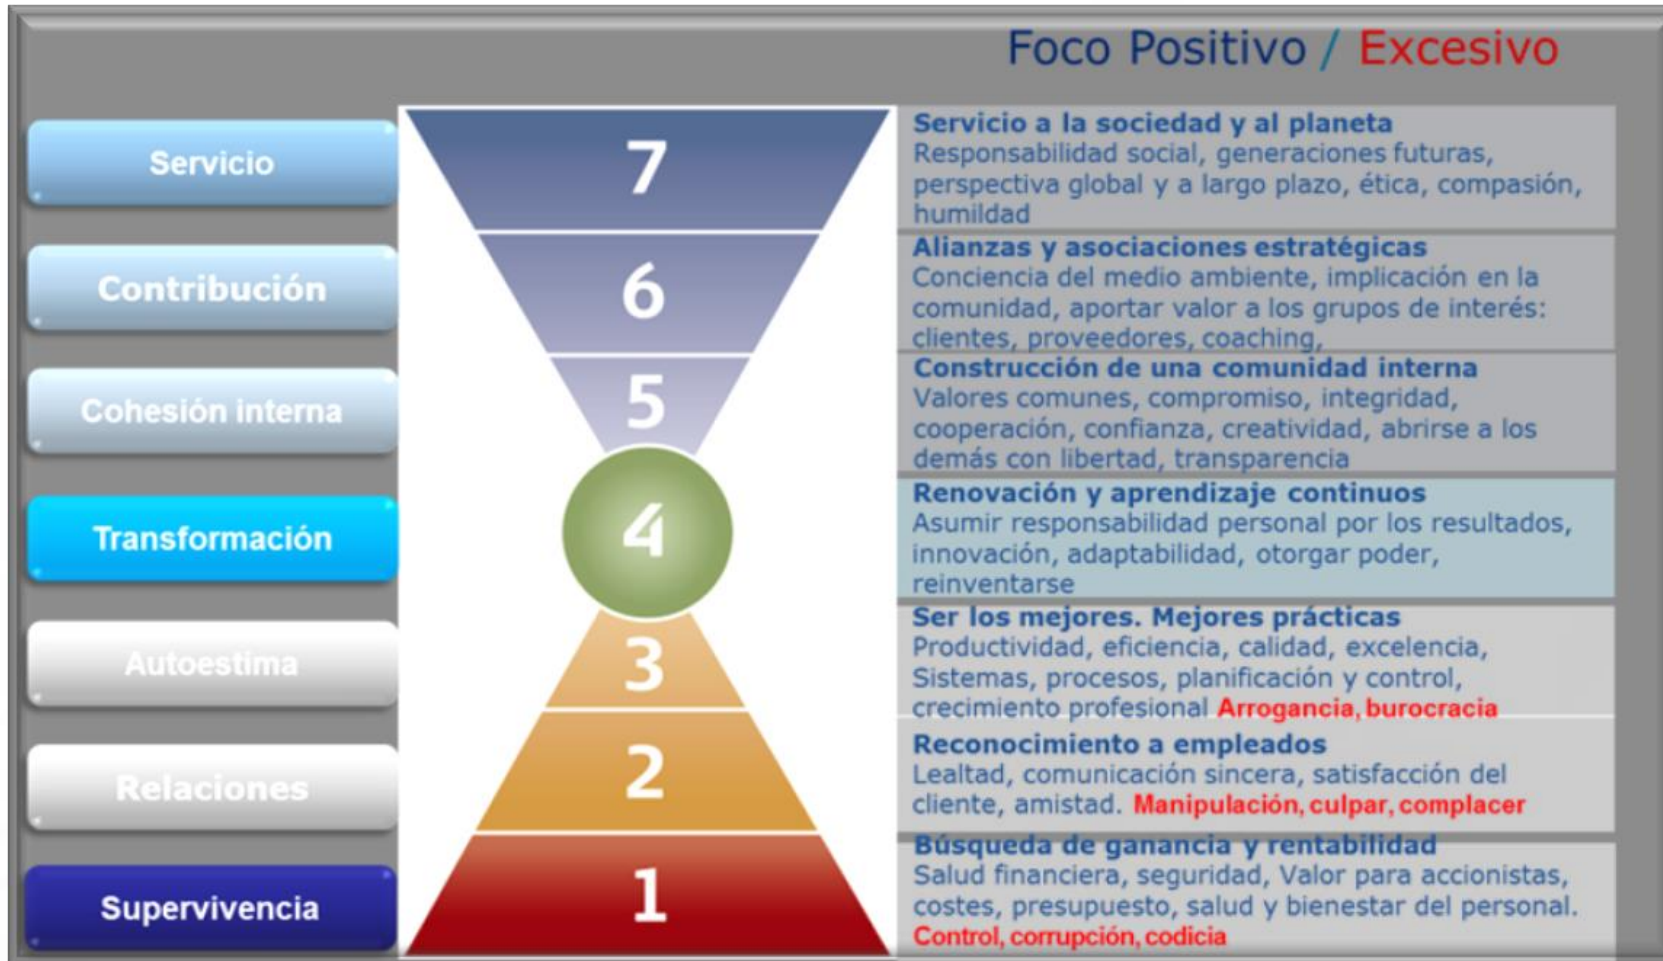 Foco Positivo / Excesivo
Servicio
7
Servicio a la sociedad y al planeta
Responsabilidad social, generaciones futuras,
perspectiva global y a largo plazo, ética, compasión,
humildad
Contribución
6
Alianzas y asociaciones estratégicas
Conciencia del medio ambiente, implicación en la
comunidad, aportar valor a los grupos de interés:
clientes, proveedores, coaching,
Cohesión interna
5
Construcción de una comunidad interna
Valores comunes, compromiso, integridad,
cooperación, confianza, creatividad, abrirse a los
demás con libertad, transparencia
Transformación
4
Renovación y aprendizaje continuos
Asumir responsabilidad personal por los resultados,
innovación, adaptabilidad, otorgar poder,
reinventarse
Autoestima
3
Ser los mejores. Mejores prácticas
Productividad, eficiencia, calidad, excelencia,
Sistemas, procesos, planificación y control,
crecimiento profesional Arrogancia, burocracia
Relaciones
2
Reconocimiento a empleados
Lealtad, comunicación sincera, satisfacción del
cliente, amistad. Manipulación, culpar, complacer
Supervivencia
1
Búsqueda de ganancia y rentabilidad
Salud financiera, seguridad, Valor para accionistas,
costes, presupuesto, salud y bienestar del personal.
Control, corrupción, codicia